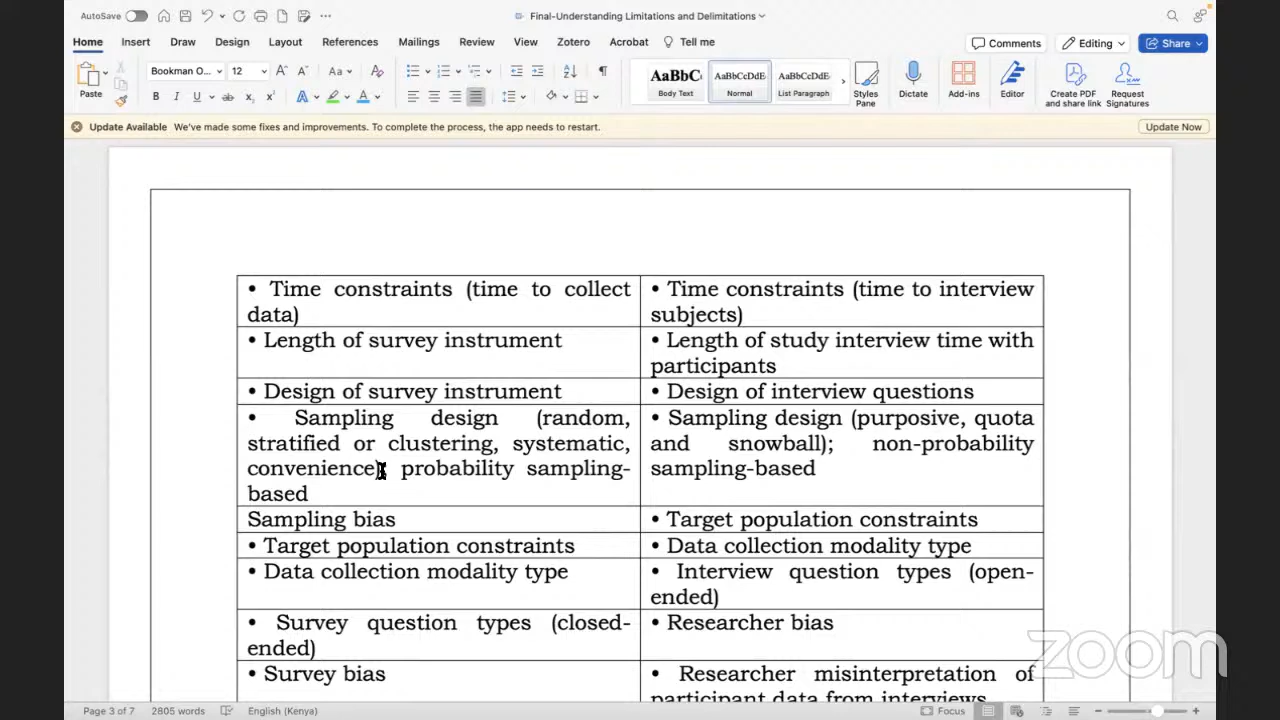 AutoSave
Final-Understanding Limitations and Delimitations
Home Insert Draw Design Layout References Mailings Review View Zotero Acrobat Tell me
Comments Editing Share
Paste
Bookman O... 12
Aa
B I U ab x₂ x²
AaBbC AaBbCcDdE AaBbCcDdE
Body Text Normal List Paragraph
Styles Pane
Dictate
Add-ins
Editor
Create PDF and share link
Request Signatures
Update Available We've made some fixes and improvements. To complete the process, the app needs to restart. Update Now
• Time constraints (time to collect
data)
• Time constraints (time to interview
subjects)
• Length of survey instrument
• Length of study interview time with
participants
• Design of survey instrument
• Design of interview questions
• Sampling design (random,
stratified or clustering, systematic,
convenience) probability sampling-
based
• Sampling design (purposive, quota
and snowball); non-probability
sampling-based
Sampling bias
• Target population constraints
• Target population constraints
• Data collection modality type
• Data collection modality type
• Interview question types (open-
ended)
• Survey question types (closed-
ended)
• Researcher bias
• Survey bias
• Researcher misinterpretation of
participant data from interviews
zoom
Page 3 of 7 2805 words English (Kenya) Focus